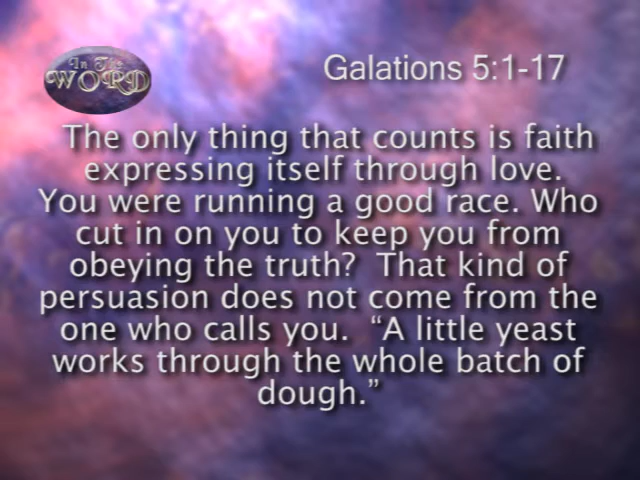 In The
WORD
Galations 5:1-17
The only thing that counts is faith
expressing itself through love.
You were running a good race. Who
cut in on you to keep you from
obeying the truth?  That kind of
persuasion does not come from the
one who calls you.  “A little yeast
works through the whole batch of
dough.”